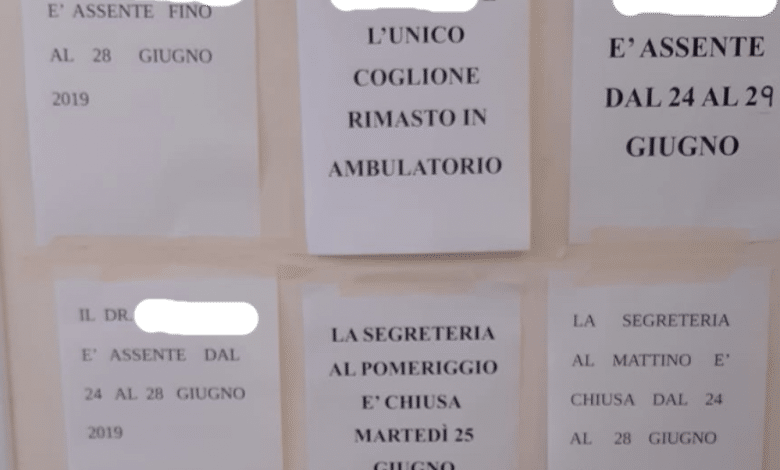 E' ASSENTE FINO
AL 28 GIUGNO
2019
L'UNICO
COGLIONE
RIMASTO IN
AMBULATORIO
E' ASSENTE
DAL 24 AL 29
GIUGNO
IL DR.
E' ASSENTE DAL
24 AL 28 GIUGNO
2019
LA SEGRETERIA
AL POMERIGGIO
E' CHIUSA
MARTEDÌ 25
GIUGNO
LA SEGRETERIA
AL MATTINO E'
CHIUSA DAL 24
AL 28 GIUGNO